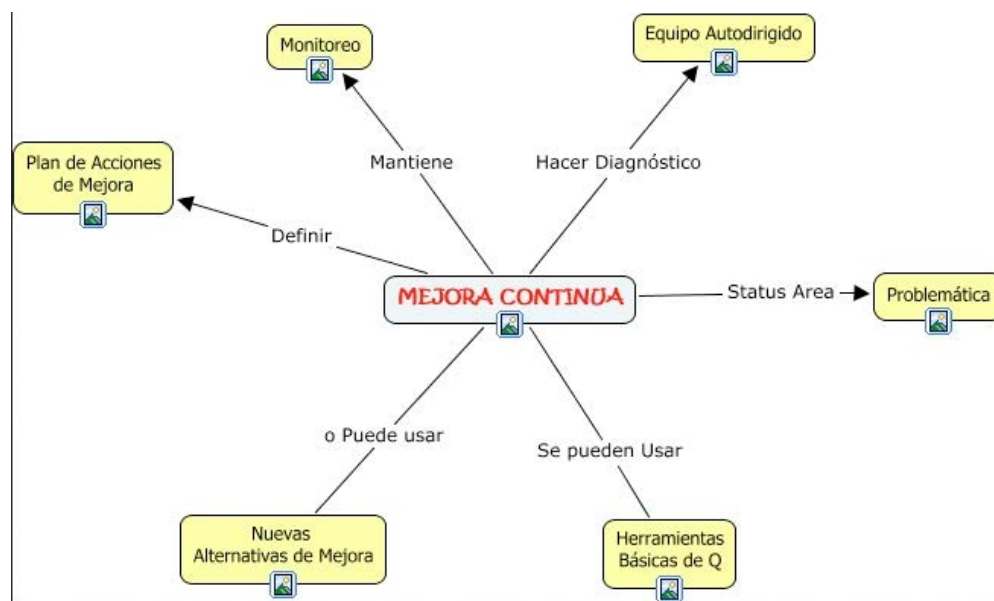 Monitoreo
Equipo Autodirigido
Plan de Acciones
de Mejora
Mantiene
Hacer Diagnóstico
Definir
MEJORA CONTINUA
Status Area
Problemática
o Puede usar
Se pueden Usar
Nuevas
Alternativas de Mejora
Herramientas
Básicas de Q